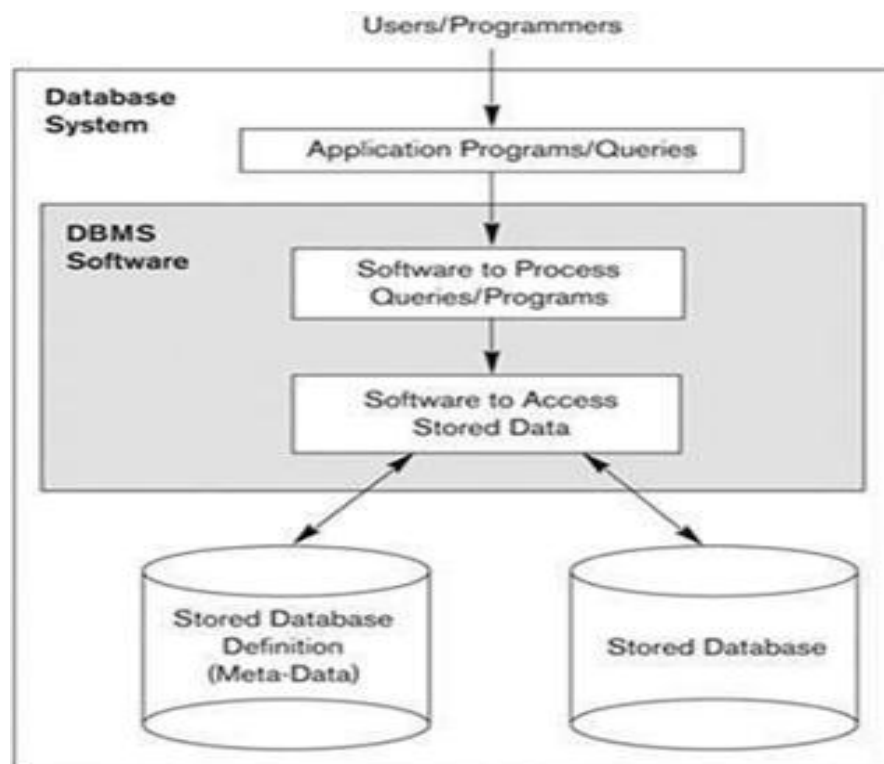 Users/Programmers
Database
System
Application Programs/Queries
DBMS
Software
Software to Process
Queries/Programs
Software to Access
Stored Data
Stored Database
Definition
(Meta-Data)
Stored Database